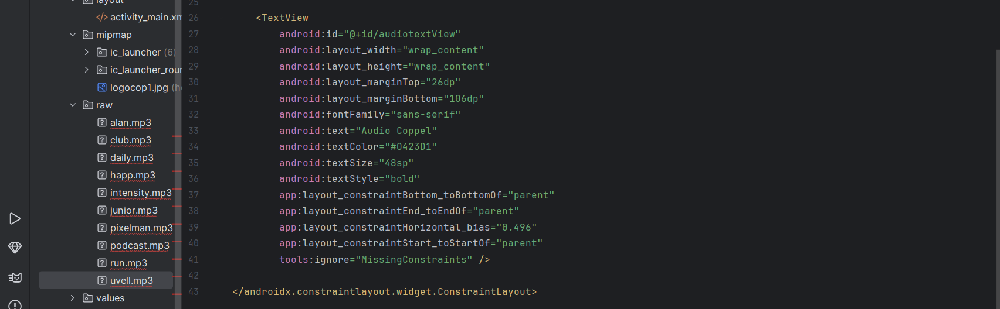 layout
activity_main.xm
mipmap
ic_launcher (6)
ic_launcher_rour
logocop1.jpg (h
raw
? alan.mp3
? club.mp3
? daily.mp3
? happ.mp3
? intensity.mp3
? junior.mp3
? pixelman.mp3
? podcast.mp3
? run.mp3
? uvell.mp3
values
25
26 <TextView
27 android:id="@+id/audiotextView"
28 android:layout_width="wrap_content"
29 android:layout_height="wrap_content"
30 android:layout_marginTop="26dp"
31 android:layout_marginBottom="106dp"
32 android:fontFamily="sans-serif"
33 android:text="Audio Coppel"
34 android:textColor="#0423D1"
35 android:textSize="48sp"
36 android:textStyle="bold"
37 app:layout_constraintBottom_toBottomOf="parent"
38 app:layout_constraintEnd_toEndOf="parent"
39 app:layout_constraintHorizontal_bias="0.496"
40 app:layout_constraintStart_toStartOf="parent"
41 tools:ignore="MissingConstraints" />
42
43 </androidx.constraintlayout.widget.ConstraintLayout>